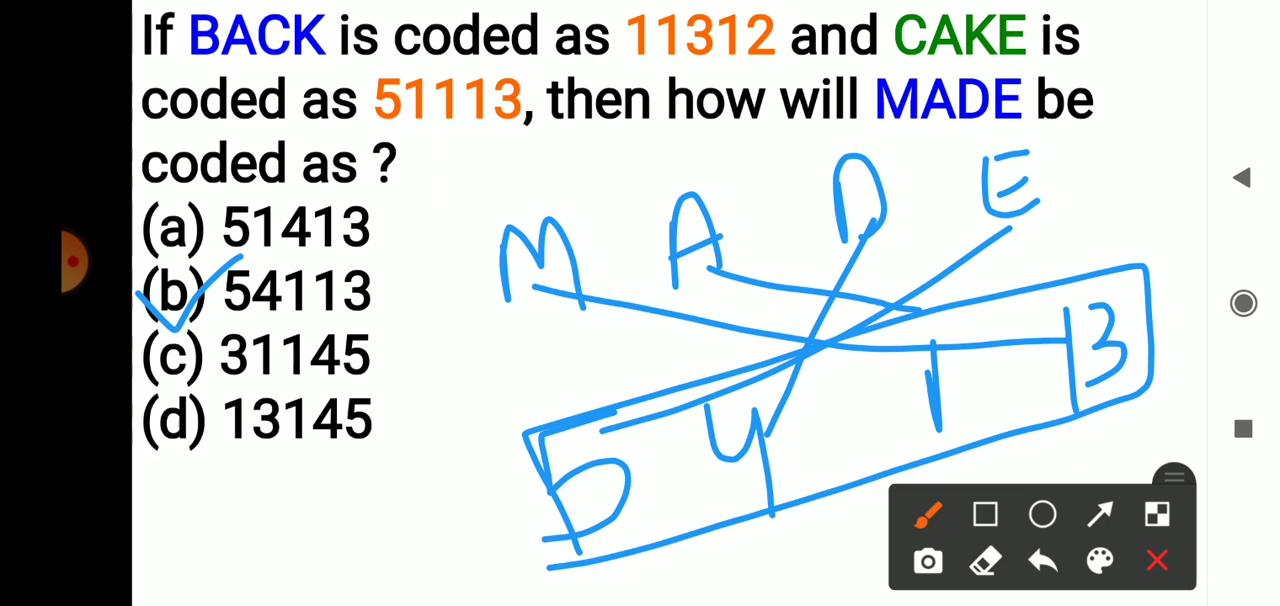 If BACK is coded as 11312 and CAKE is
coded as 51113, then how will MADE be
coded as ?
(a) 51413
(b) 54113
(c) 31145
(d) 13145
M A D E
5 4 1 13